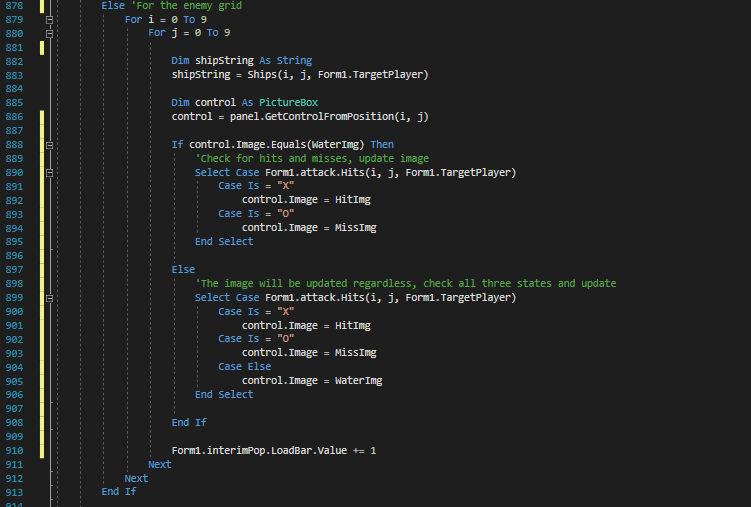 878 Else 'For the enemy grid
879 For i = 0 To 9
880 For j = 0 To 9
881
882 Dim shipString As String
883 shipString = Ships(i, j, Form1.TargetPlayer)
884
885 Dim control As PictureBox
886 control = panel.GetControlFromPosition(i, j)
887
888 If control.Image.Equals(WaterImg) Then
889 'Check for hits and misses, update image
890 Select Case Form1.attack.Hits(i, j, Form1.TargetPlayer)
891 Case Is = "X"
892 control.Image = HitImg
893 Case Is = "O"
894 control.Image = MissImg
895 End Select
896
897 Else
898 'The image will be updated regardless, check all three states and update
899 Select Case Form1.attack.Hits(i, j, Form1.TargetPlayer)
900 Case Is = "X"
901 control.Image = HitImg
902 Case Is = "O"
903 control.Image = MissImg
904 Case Else
905 control.Image = WaterImg
906 End Select
907
908 End If
909
910 Form1.interimPop.LoadBar.Value += 1
911 Next
912 Next
913 End If
914